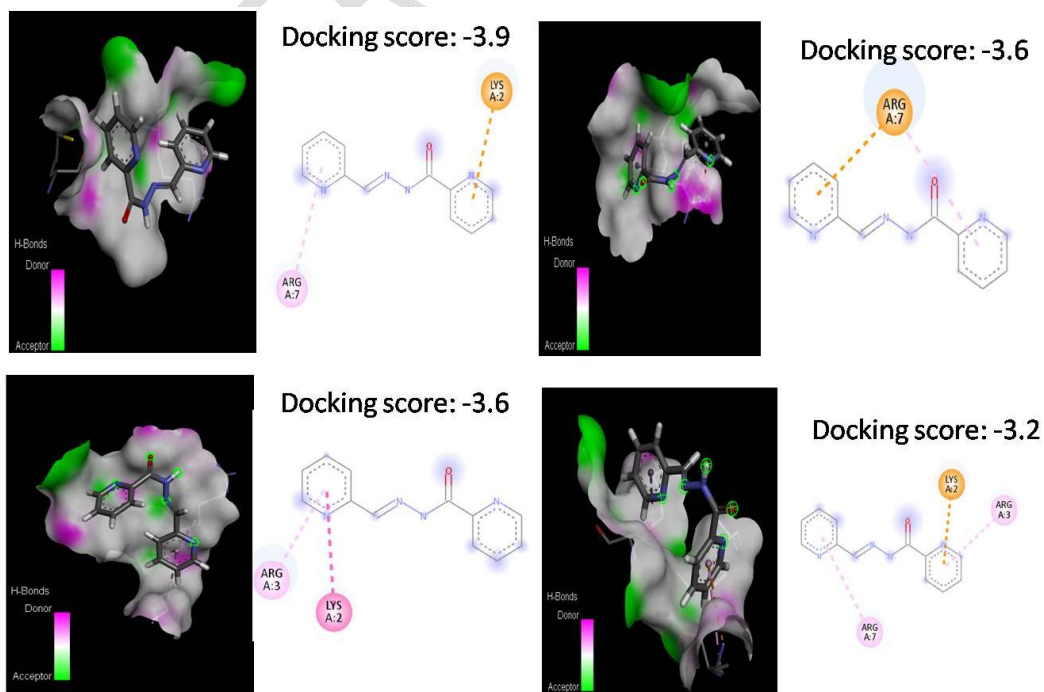 Docking score: -3.9
H-Bonds
Donor
Acceptor
LYS
A:2
N
N
N
N
O
ARG
A:7
Docking score: -3.6
H-Bonds
Donor
Acceptor
ARG
A:7
N
N
N
N
O
Docking score: -3.6
H-Bonds
Donor
Acceptor
N
N
N
N
O
ARG
A:3
LYS
A:2
Docking score: -3.2
H-Bonds
Donor
Acceptor
LYS
A:2
ARG
A:3
N
N
N
O
ARG
A:7